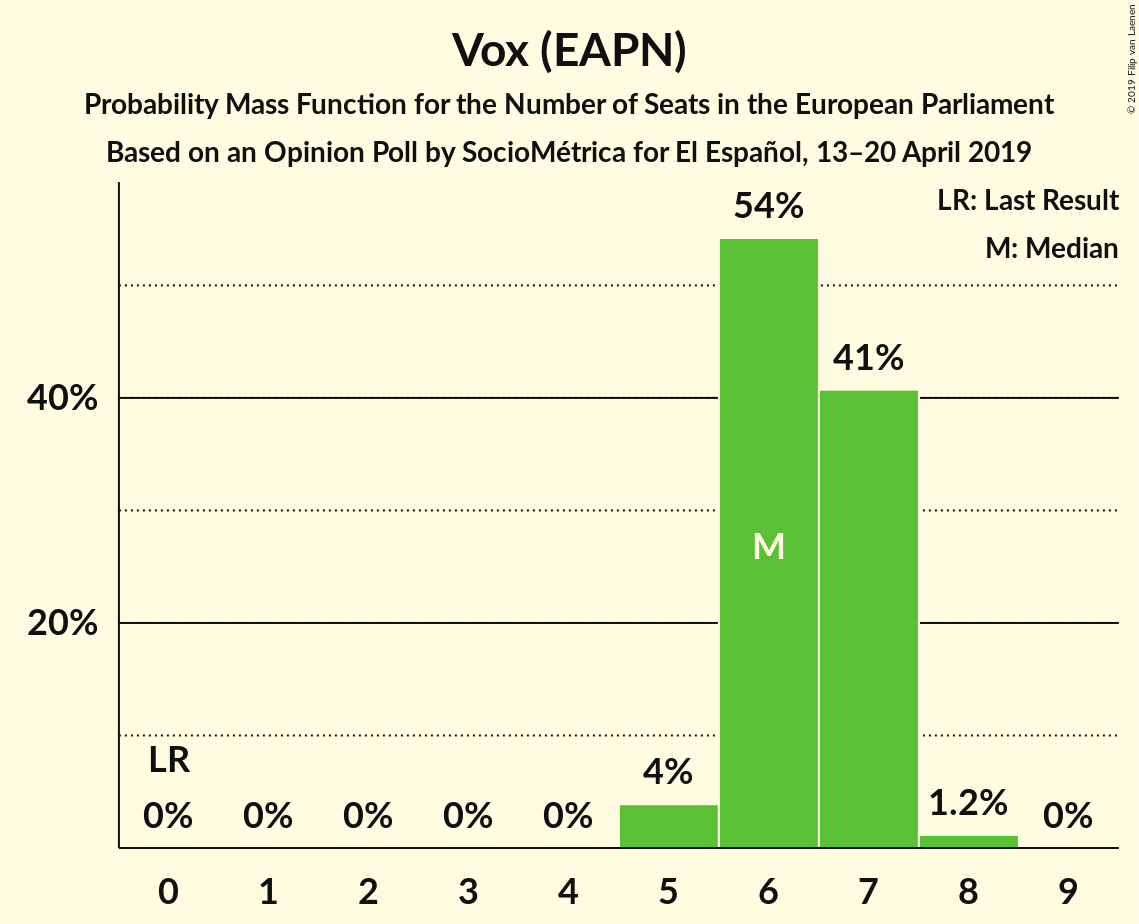 Vox (EAPN)
Probability Mass Function for the Number of Seats in the European Parliament
Based on an Opinion Poll by SocioMétrica for El Español, 13–20 April 2019
© 2019 Filip van Laenen
LR: Last Result
M: Median
54%
41%
40%
M
20%
LR
4%
1.2%
0% 0% 0% 0% 0% 0%
0 1 2 3 4 5 6 7 8 9